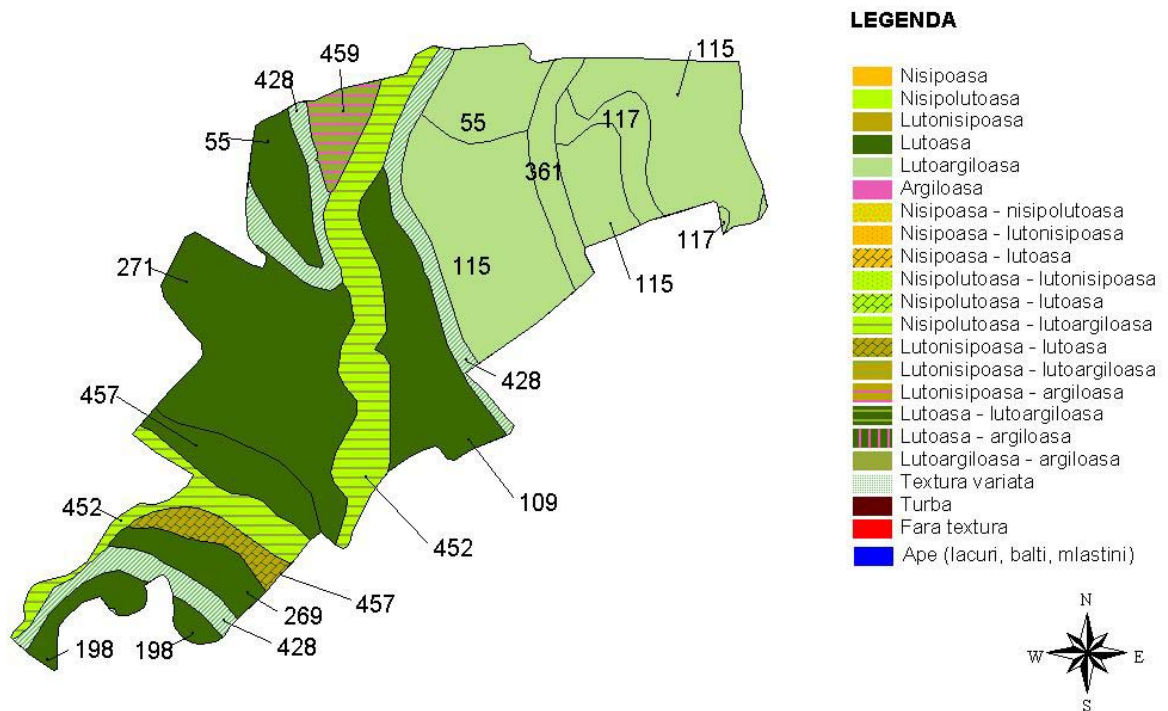 LEGENDA
Nisipoasa
Nisipolutoasa
Lutonisipoasa
Lutoasa
Lutoargiloasa
Argiloasa
Nisipoasa - nisipolutoasa
Nisipoasa - lutonisipoasa
Nisipoasa - lutoasa
Nisipolutoasa - lutonisipoasa
Nisipolutoasa - lutoasa
Nisipolutoasa - lutoargiloasa
Lutonisipoasa - lutoasa
Lutonisipoasa - lutoargiloasa
Lutonisipoasa - argiloasa
Lutoasa - lutoargiloasa
Lutoasa - argiloasa
Lutoargiloasa - argiloasa
Textura variata
Turba
Fara textura
Ape (lacuri, balti, mlastini)
459
115
428
55
55
117
361
117
271
115
115
428
457
109
452
452
457
269
428
198
198
N
W
E
S